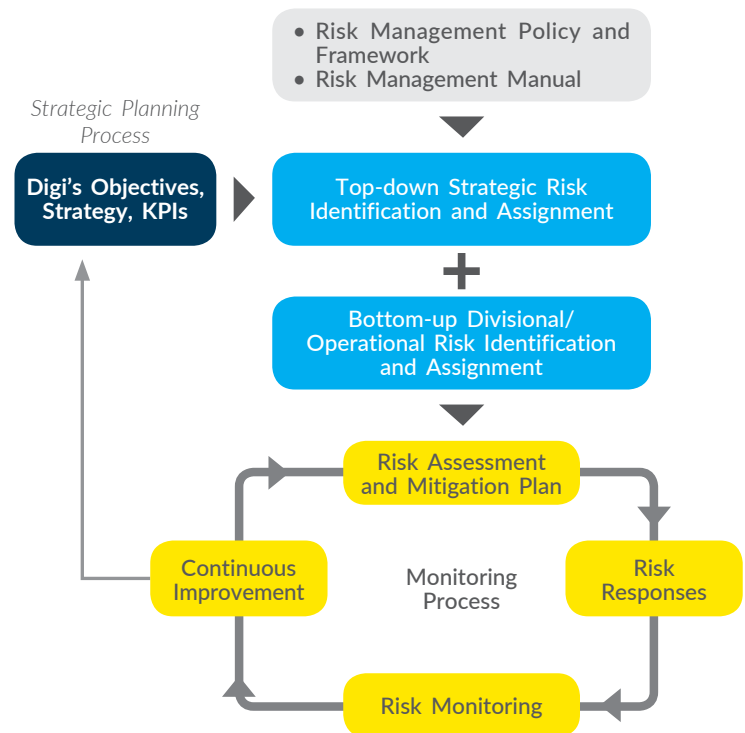 • Risk Management Policy and
Framework
• Risk Management Manual
Strategic Planning
Process
Digi's Objectives,
Strategy, KPIs
Top-down Strategic Risk
Identification and Assignment
+
Bottom-up Divisional/
Operational Risk Identification
and Assignment
Risk Assessment
and Mitigation Plan
Continuous
Improvement
Monitoring
Process
Risk
Responses
Risk Monitoring